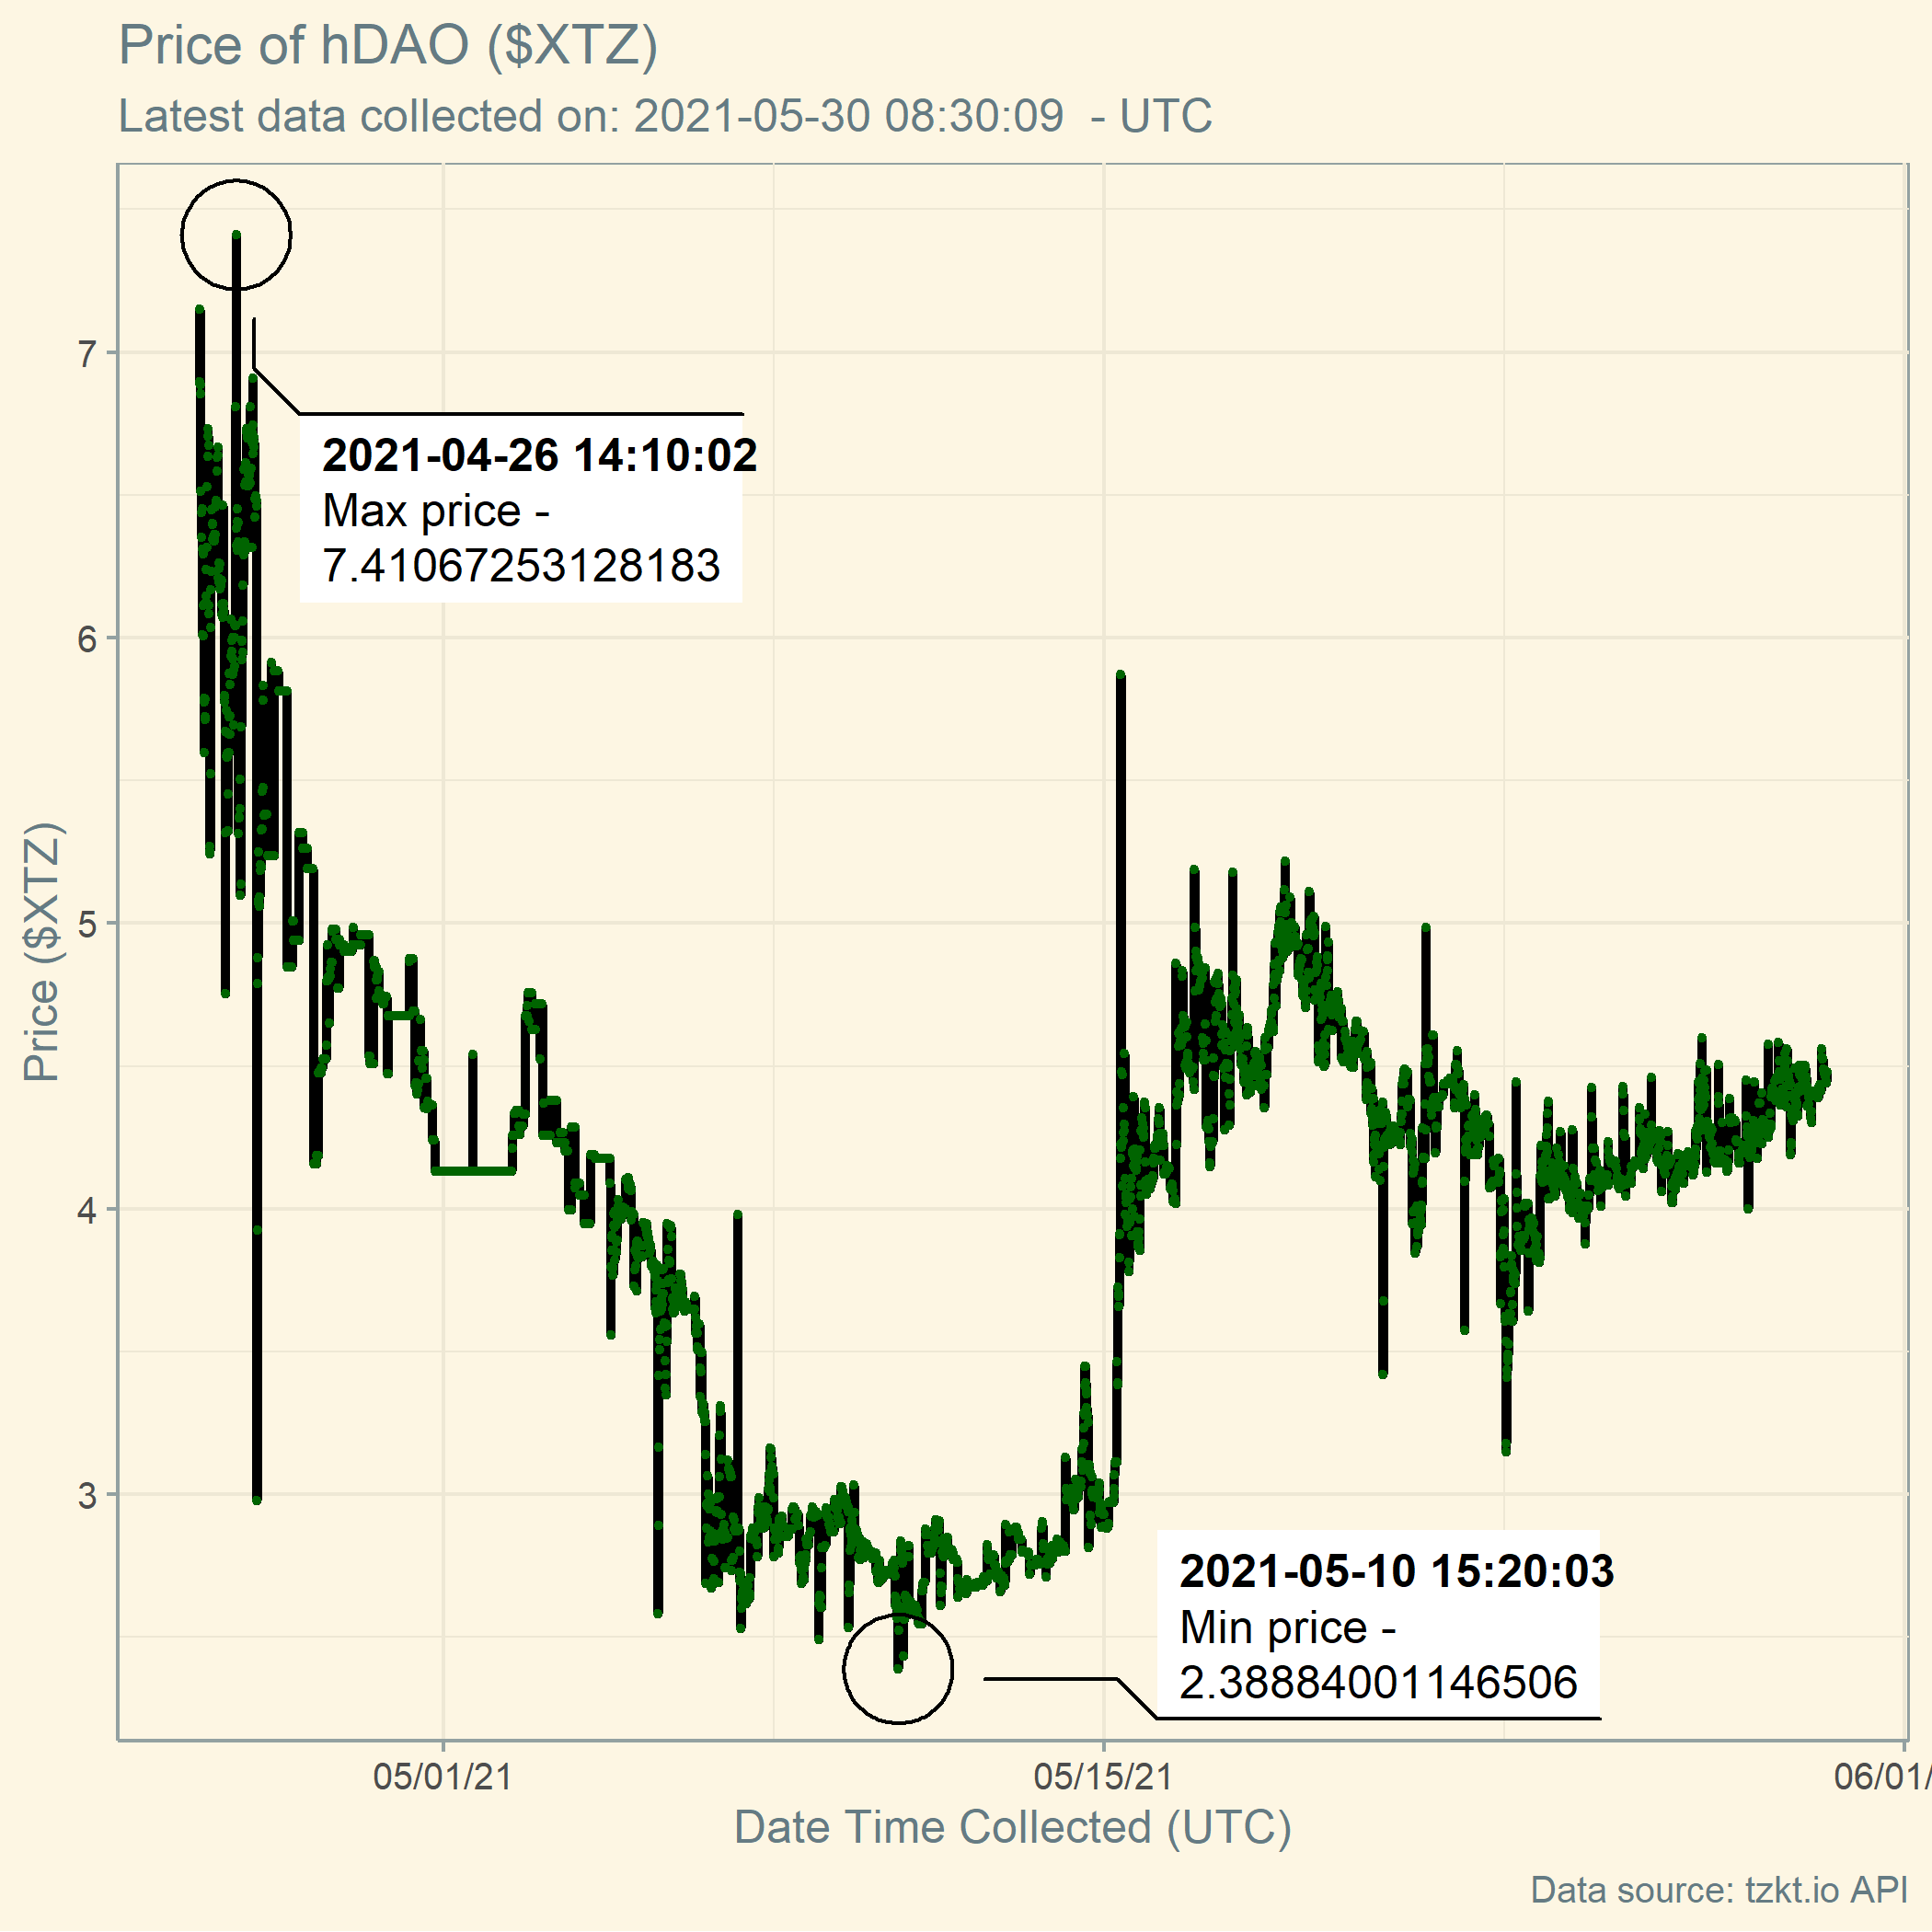 Price of hDAO ($XTZ)
Latest data collected on: 2021-05-30 08:30:09 - UTC
2021-04-26 14:10:02
Max price -
7.41067253128183
7
6
5
4
3
Price ($XTZ)
2021-05-10 15:20:03
Min price -
2.38884001146506
05/01/21
05/15/21
06/01/
Date Time Collected (UTC)
Data source: tzkt.io API